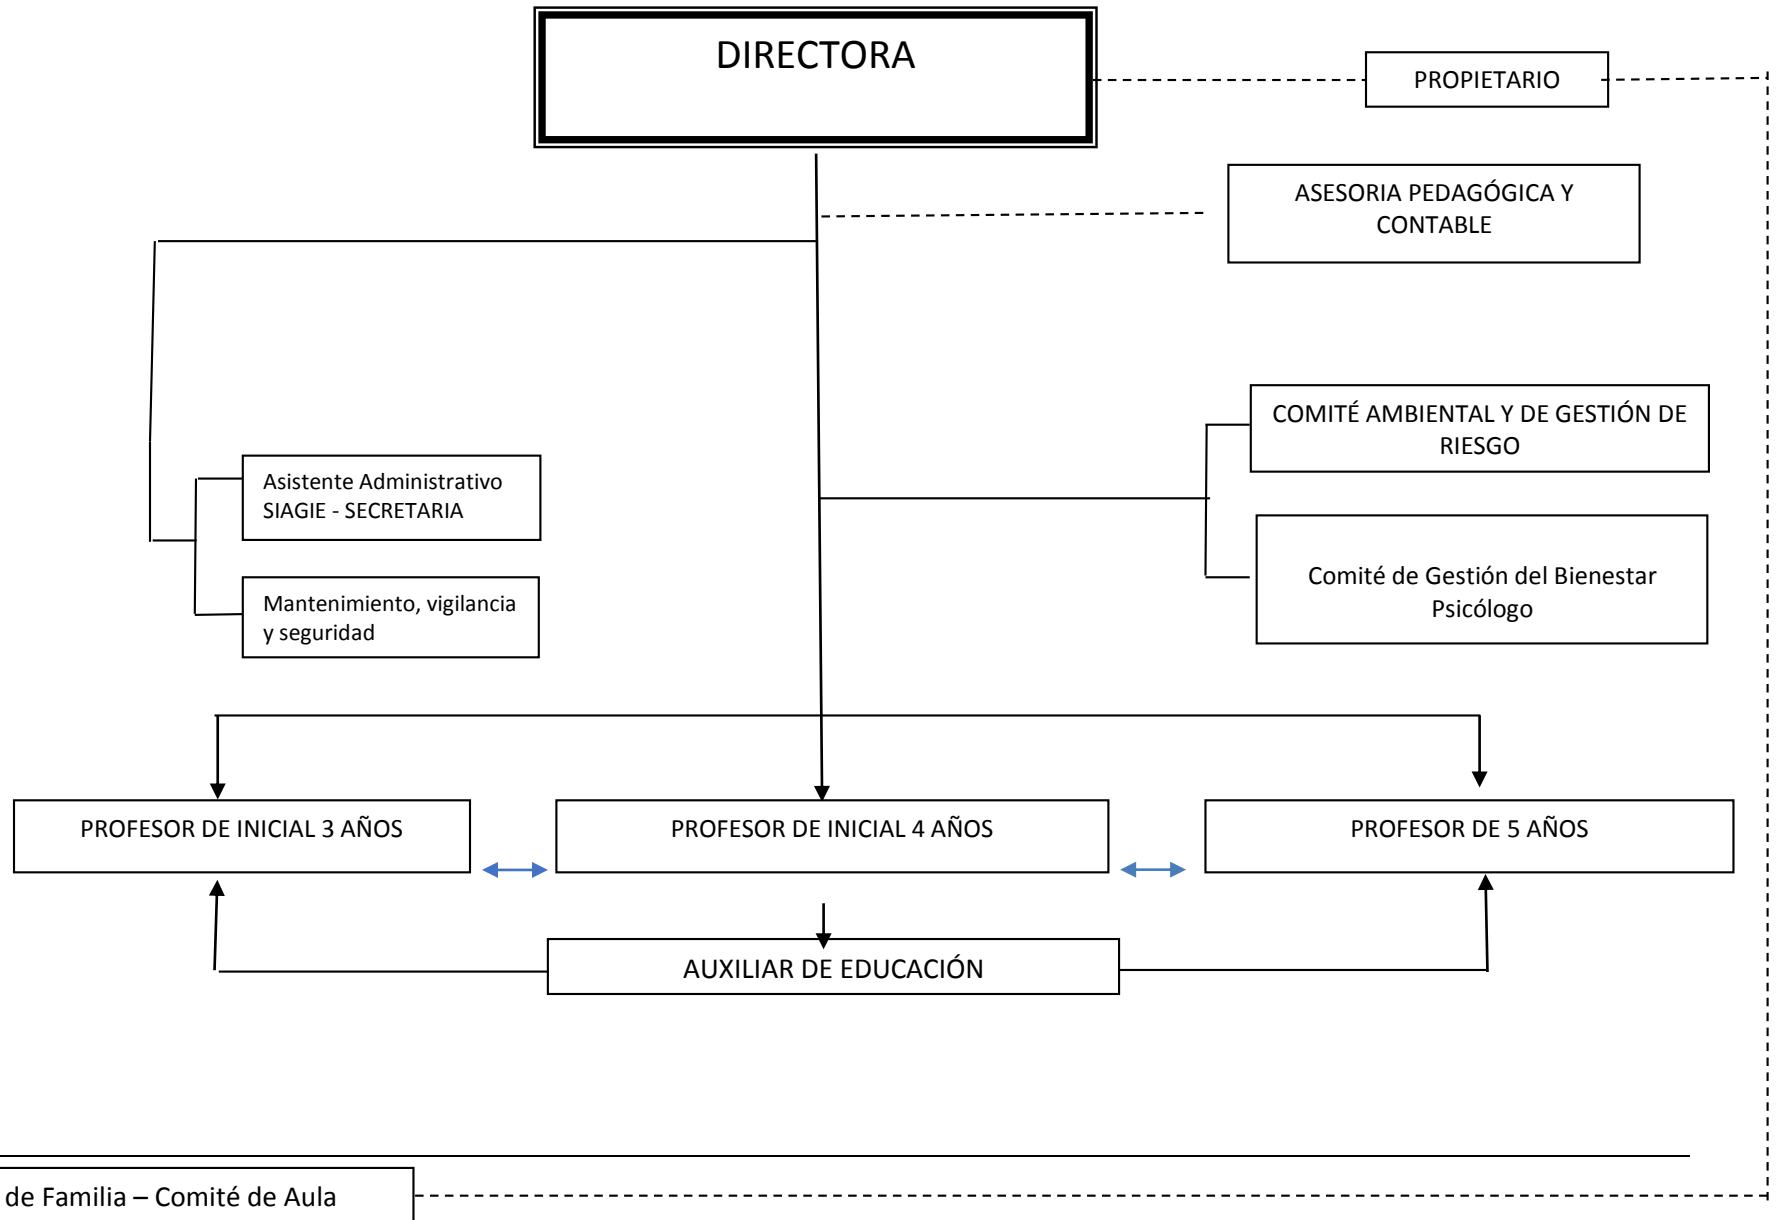 DIRECTORA
PROPIETARIO
ASESORIA PEDAGÓGICA Y
CONTABLE
COMITÉ AMBIENTAL Y DE GESTIÓN DE
RIESGO
Asistente Administrativo
SIAGIE - SECRETARIA
Comité de Gestión del Bienestar
Psicólogo
Mantenimiento, vigilancia
y seguridad
PROFESOR DE INICIAL 3 AÑOS
PROFESOR DE INICIAL 4 AÑOS
PROFESOR DE 5 AÑOS
AUXILIAR DE EDUCACIÓN
de Familia – Comité de Aula